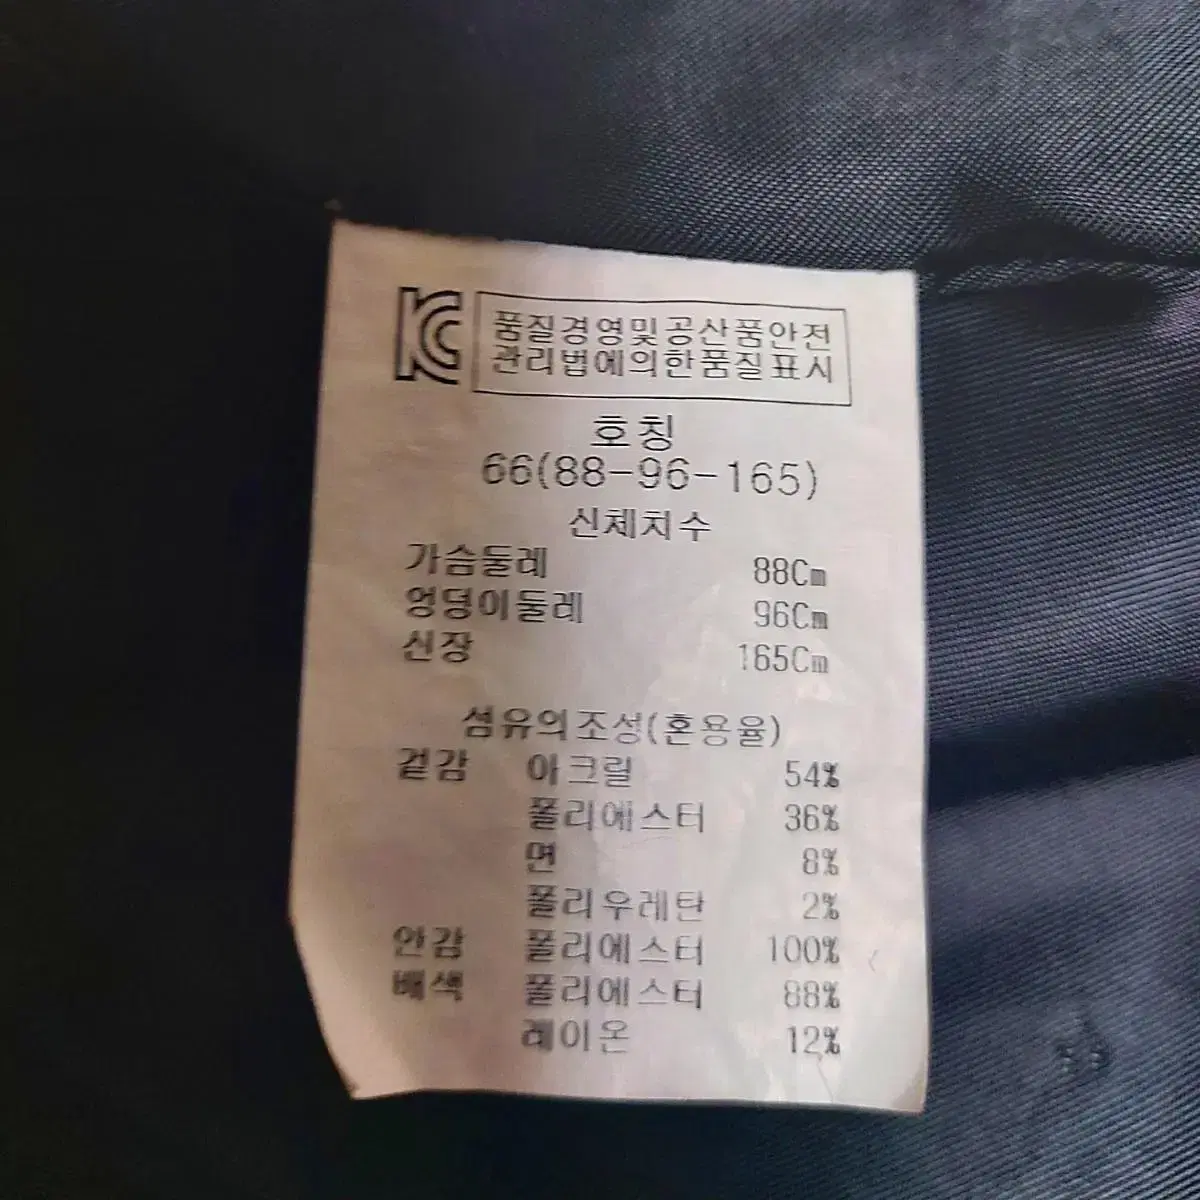 KC
품질경영및공산품안전
관리법에의한품질표시
호칭
66(88-96-165)
신체치수
가슴둘레 88Cm
엉덩이둘레 96Cm
신장 165Cm
섬유의조성(혼용율)
겉감 아크릴 54%
폴리에스터 36%
면 8%
폴리우레탄 2%
안감 폴리에스터 100%
배색 폴리에스터 88%
레이온 12%